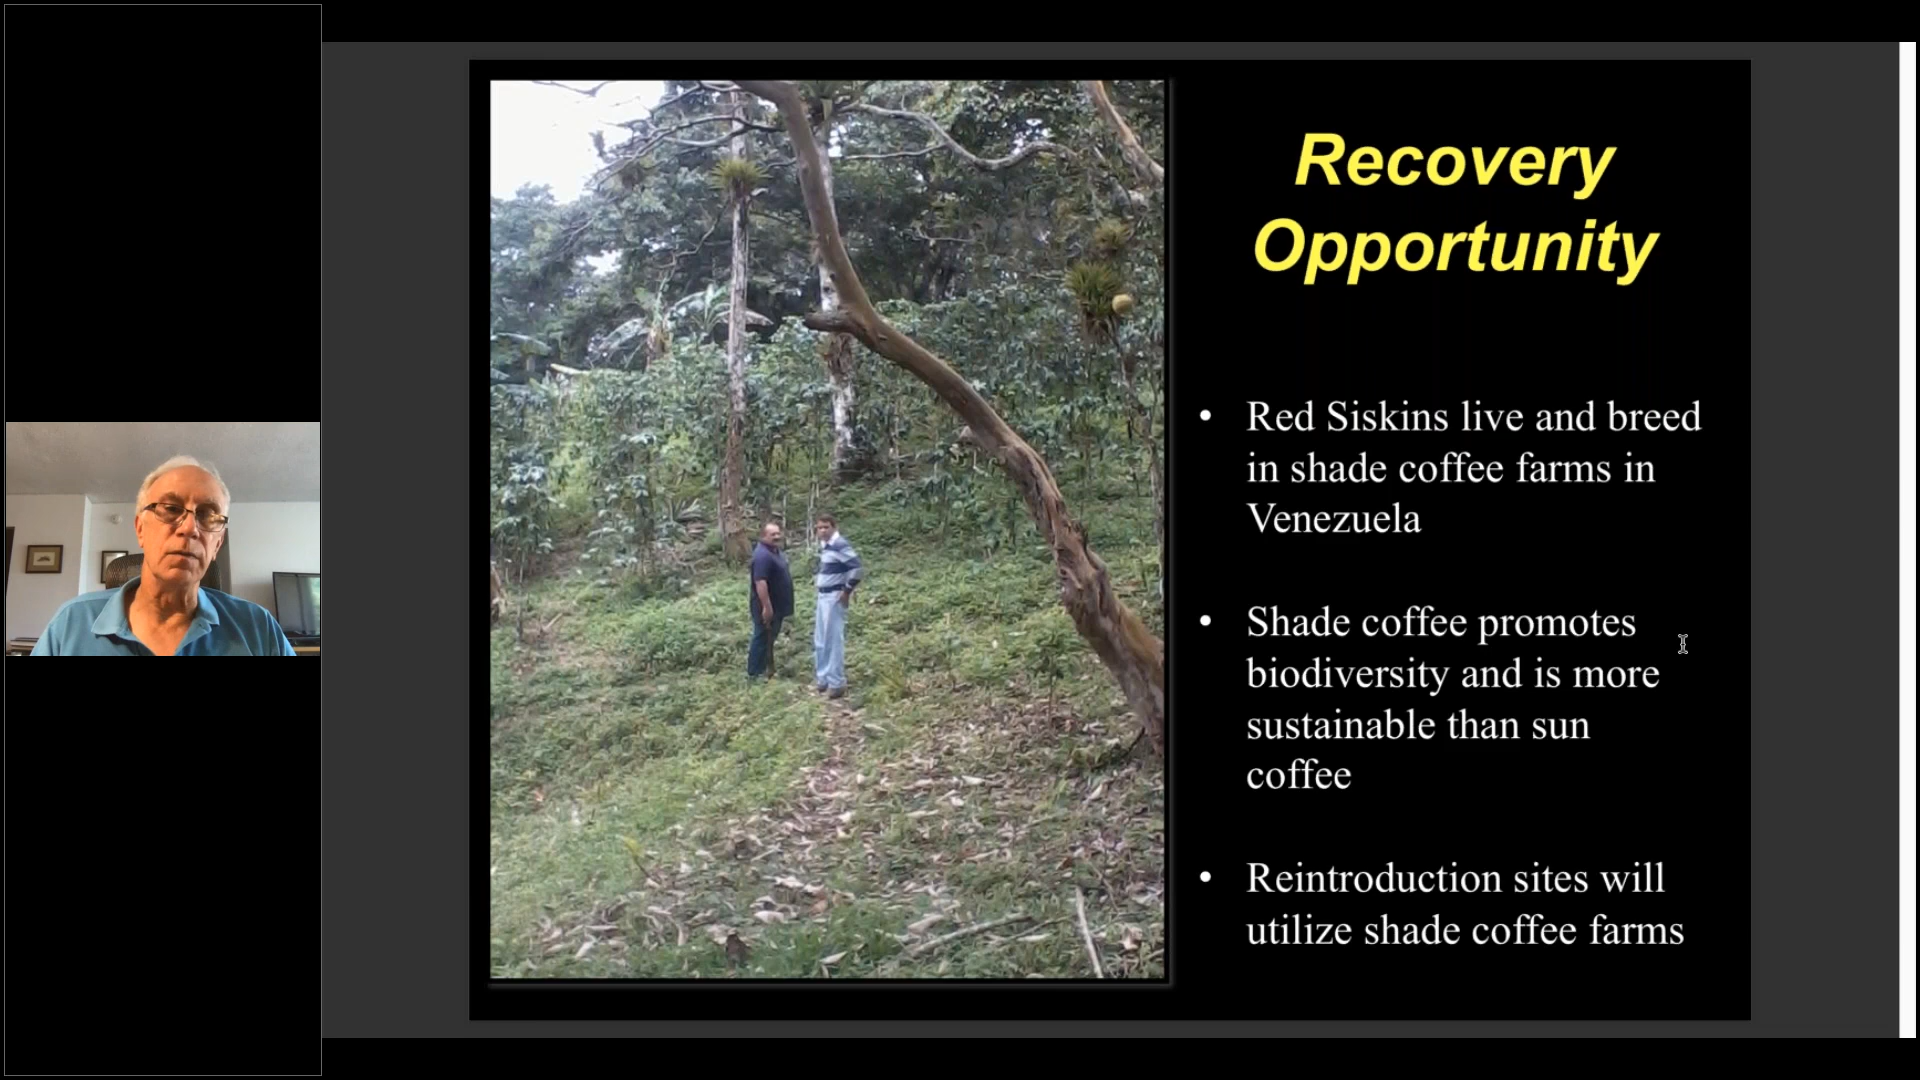 Recovery
Opportunity
• Red Siskins live and breed
in shade coffee farms in
Venezuela
• Shade coffee promotes
biodiversity and is more
sustainable than sun
coffee
• Reintroduction sites will
utilize shade coffee farms